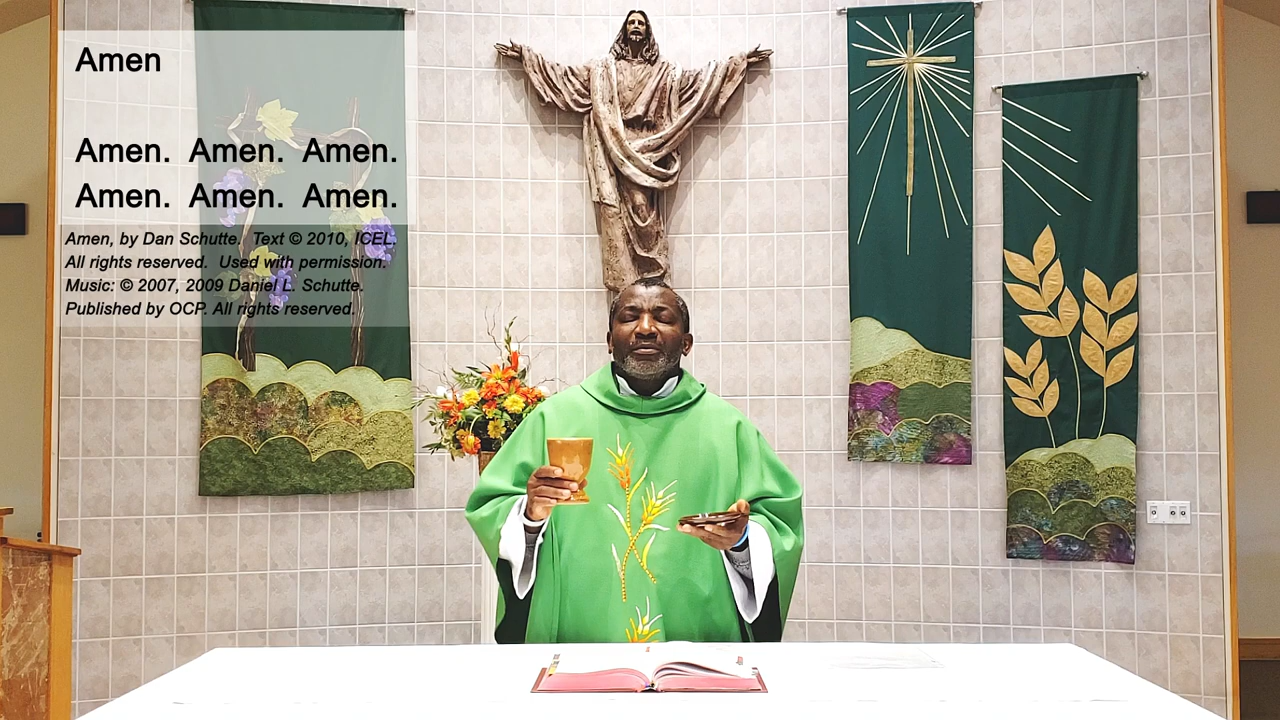 Amen
Amen. Amen. Amen.
Amen. Amen. Amen.
Amen, by Dan Schutte. Text © 2010, ICEL.
All rights reserved. Used with permission.
Music: © 2007, 2009 Daniel L. Schutte.
Published by OCP. All rights reserved.